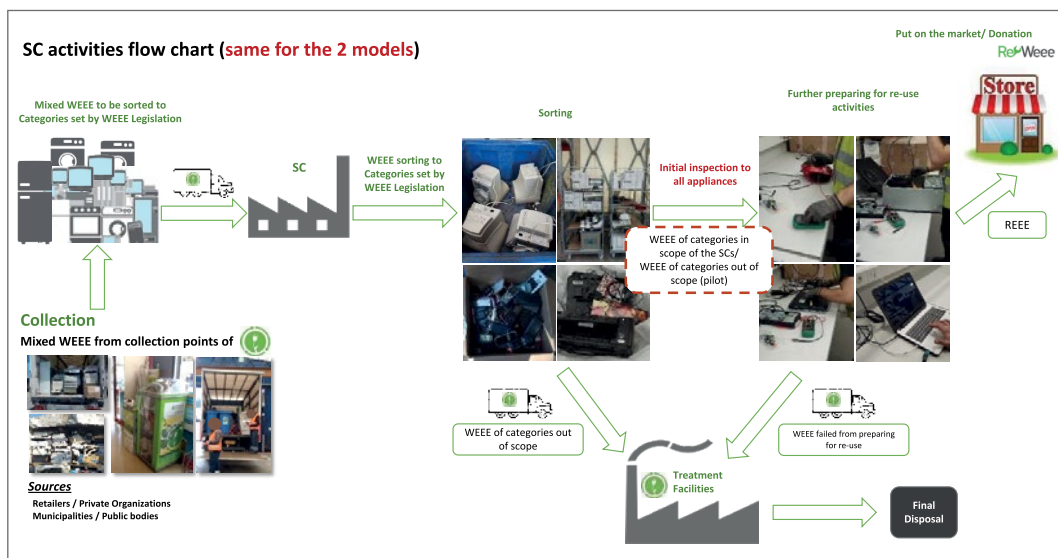 SC activities flow chart (same for the 2 models)
Put on the market/ Donation
ReWeee
Store
Mixed WEEE to be sorted to
Categories set by WEEE Legislation
SC
WEEE sorting to
Categories set by
WEEE Legislation
Sorting
Initial inspection to
all appliances
Further preparing for re-use
activities
REEE
WEEE of categories in
scope of the SCs/
WEEE of categories out of
scope (pilot)
Collection
Mixed WEEE from collection points of
Sources
Retailers / Private Organizations
Municipalities / Public bodies
WEEE of categories out
of scope
WEEE failed from preparing
for re-use
Treatment
Facilities
Final
Disposal